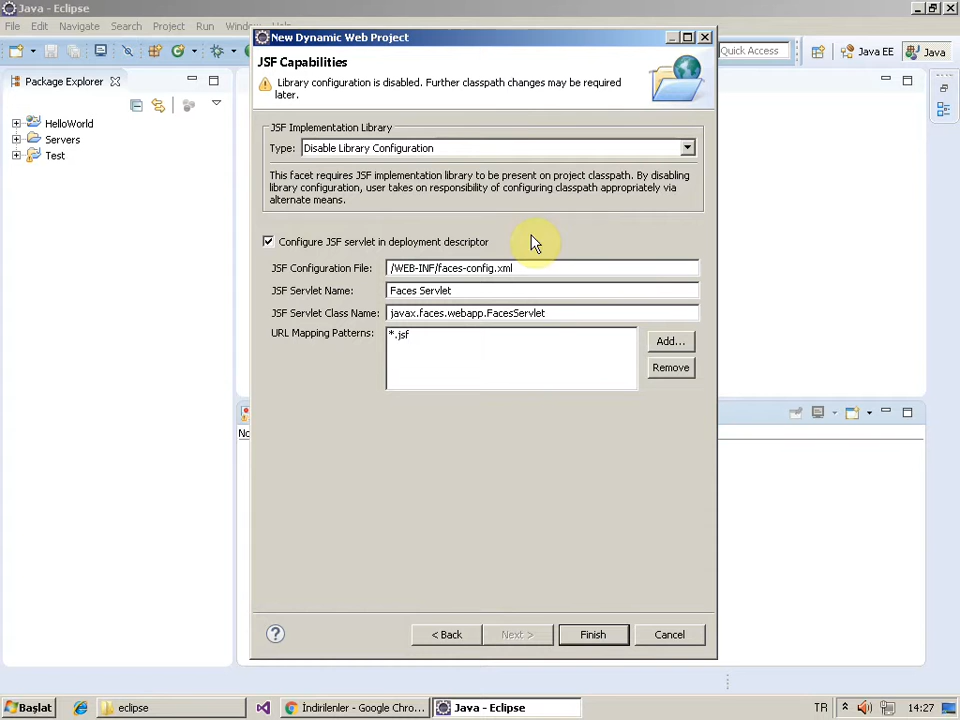 Java - Eclipse
File Edit Navigate Search Project Run Window Help
Quick Access
Java EE
Java
Package Explorer
HelloWorld
Servers
Test
New Dynamic Web Project
JSF Capabilities
Library configuration is disabled. Further classpath changes may be required
later.
JSF Implementation Library
Type: Disable Library Configuration
This facet requires JSF implementation library to be present on project classpath. By disabling
library configuration, user takes on responsibility of configuring classpath appropriately via
alternate means.
Configure JSF servlet in deployment descriptor
JSF Configuration File: /WEB-INF/faces-config.xml
JSF Servlet Name: Faces Servlet
JSF Servlet Class Name: javax.faces.webapp.FacesServlet
URL Mapping Patterns: *.jsf
Add...
Remove
No
< Back Next > Finish Cancel
Başlat eclipse İndirilenler - Google Chro... Java - Eclipse TR 14:27